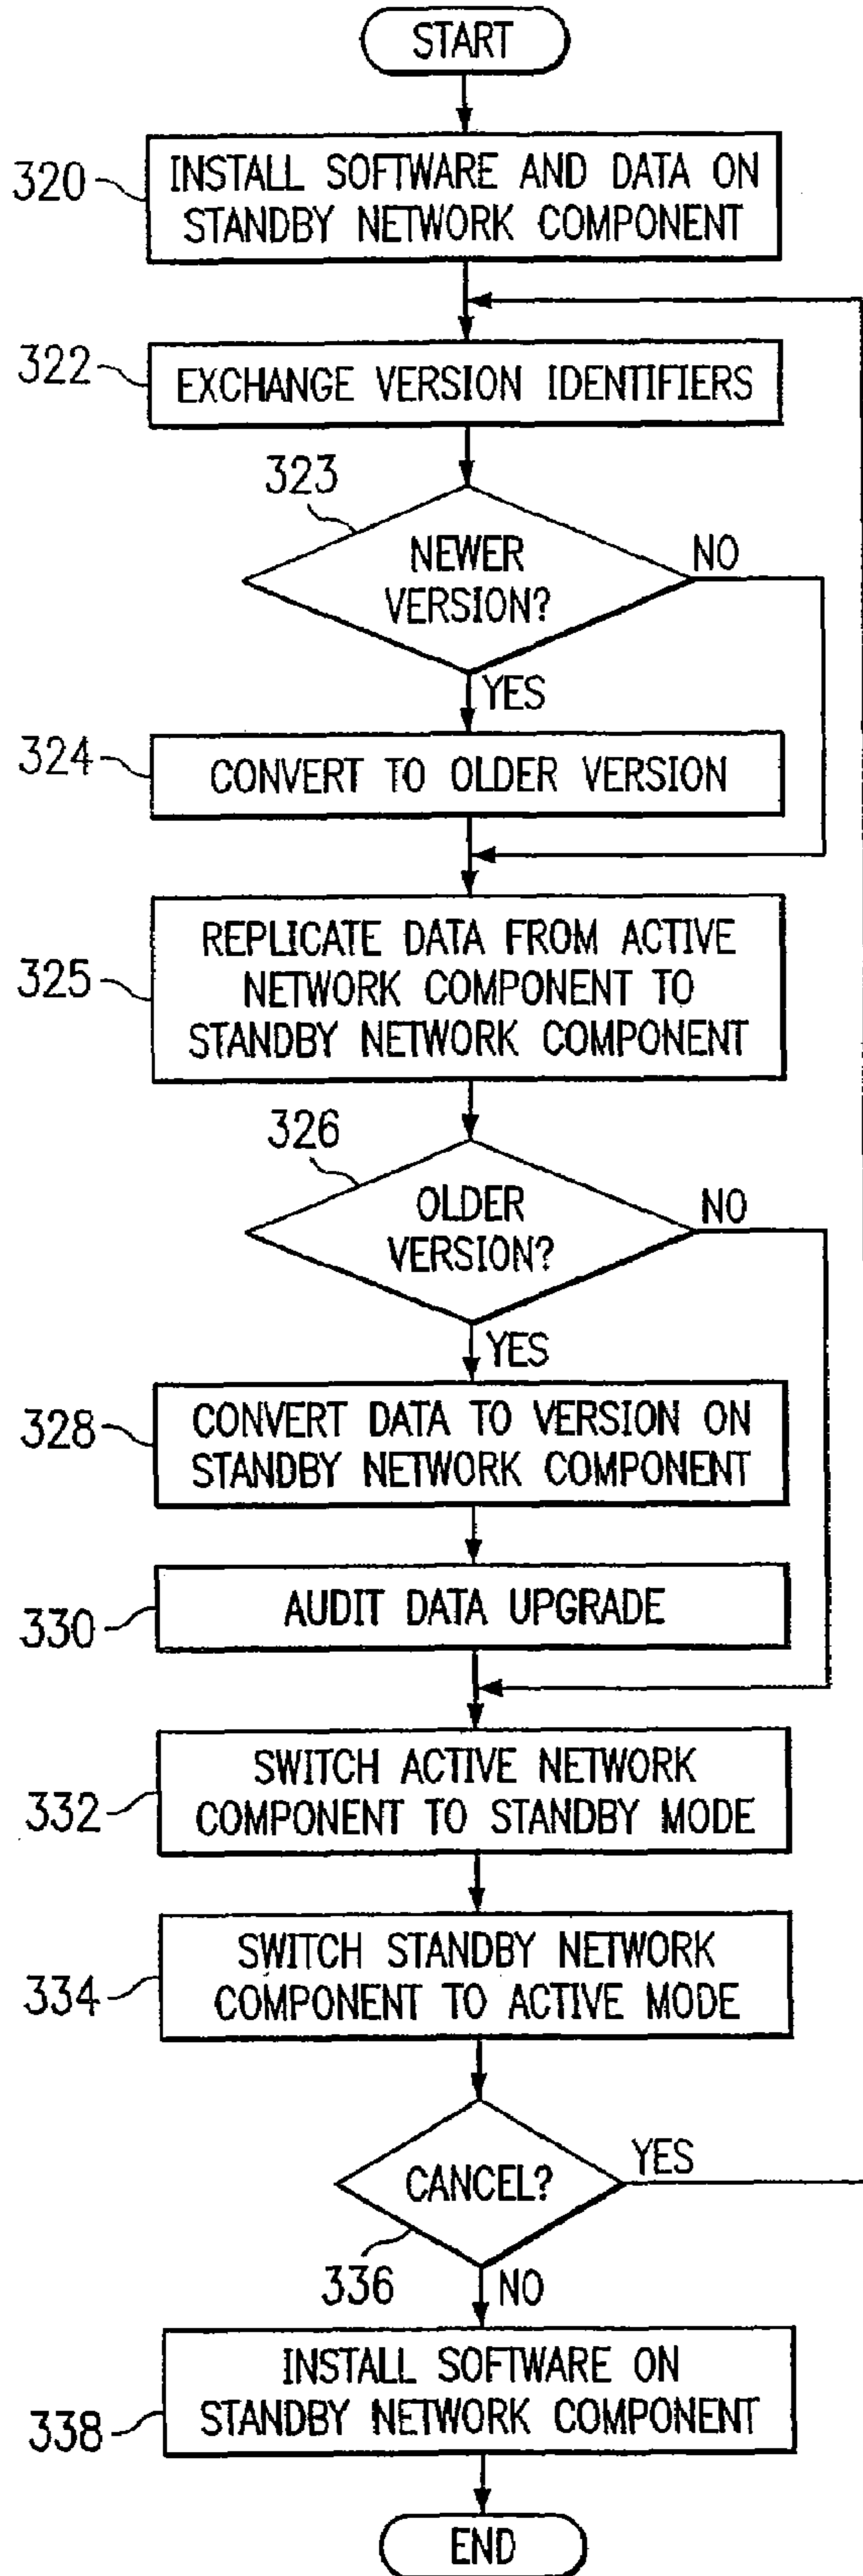 START
320
INSTALL SOFTWARE AND DATA ON
STANDBY NETWORK COMPONENT
322
EXCHANGE VERSION IDENTIFIERS
323
NEWER
VERSION?
NO
YES
324
CONVERT TO OLDER VERSION
325
REPLICATE DATA FROM ACTIVE
NETWORK COMPONENT TO
STANDBY NETWORK COMPONENT
326
OLDER
VERSION?
NO
YES
328
CONVERT DATA TO VERSION ON
STANDBY NETWORK COMPONENT
330
AUDIT DATA UPGRADE
332
SWITCH ACTIVE NETWORK
COMPONENT TO STANDBY MODE
334
SWITCH STANDBY NETWORK
COMPONENT TO ACTIVE MODE
CANCEL?
YES
336
NO
338
INSTALL SOFTWARE ON
STANDBY NETWORK COMPONENT
END